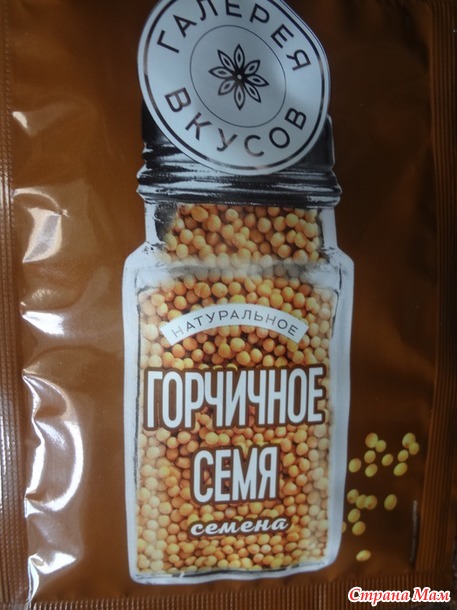 ГАЛЕРЕЯ
ВКУСОВ
НАТУРАЛЬНОЕ
ГОРЧИЧНОЕ
СЕМЯ
семена
Страна Мам